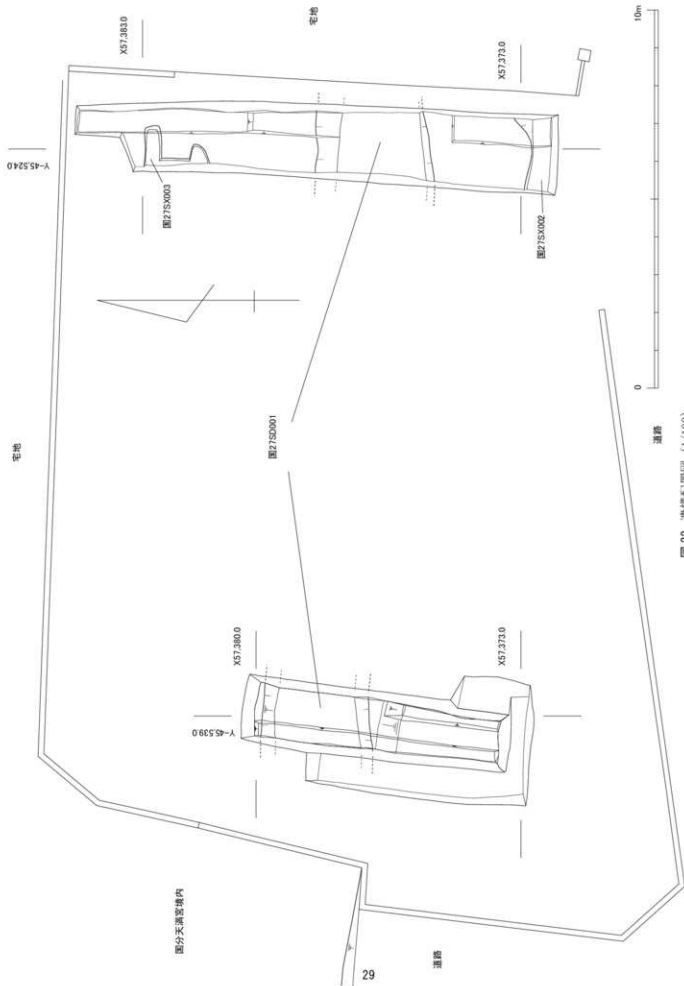 宅地
X57,383.0
宅地
Y-45,524.0
国27SX003
X57,373.0
国27SX002
10m
0
国27SD001
道路
X57,380.0
X57,373.0
Y-45,539.0
国分天満宮境内
道路
29